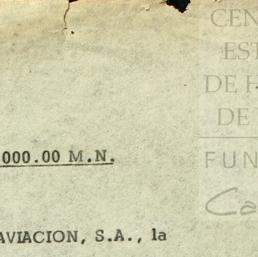 CEN
EST
DE H
DE
000.00 M.N.
FUN
Ca
AVIACION, S.A., la